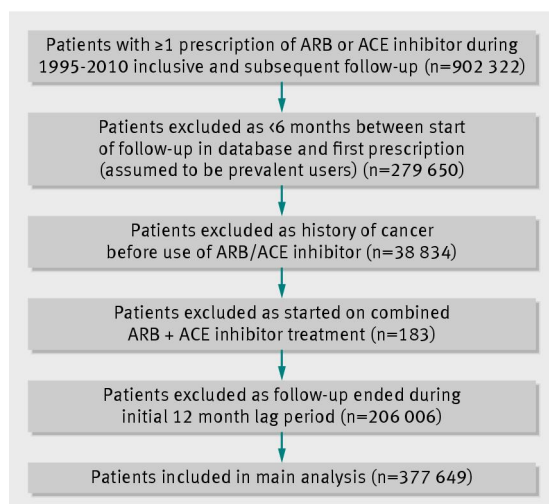 Patients with ≥1 prescription of ARB or ACE inhibitor during
1995-2010 inclusive and subsequent follow-up (n=902 322)
Patients excluded as <6 months between start
of follow-up in database and first prescription
(assumed to be prevalent users) (n=279 650)
Patients excluded as history of cancer
before use of ARB/ACE inhibitor (n=38 834)
Patients excluded as started on combined
ARB + ACE inhibitor treatment (n=183)
Patients excluded as follow-up ended during
initial 12 month lag period (n=206 006)
Patients included in main analysis (n=377 649)